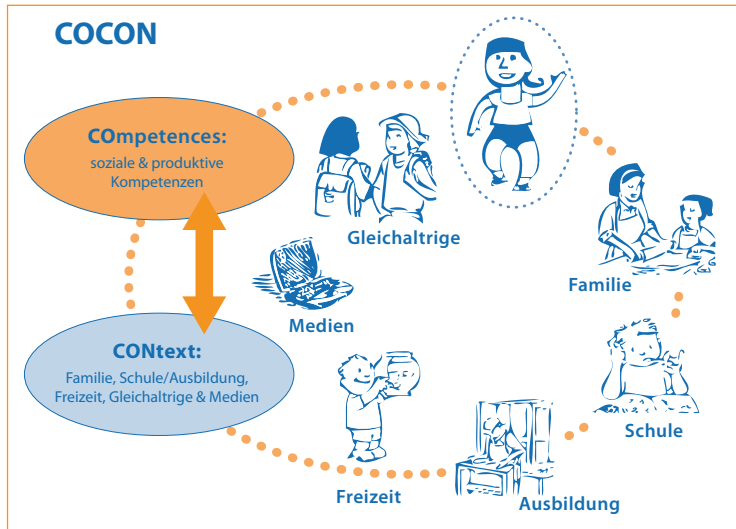 COCON
COmpetences:
soziale & produktive
Kompetenzen
Gleichaltrige
Familie
Medien
CONtext:
Familie, Schule/Ausbildung,
Freizeit, Gleichaltrige & Medien
Schule
Freizeit
Ausbildung